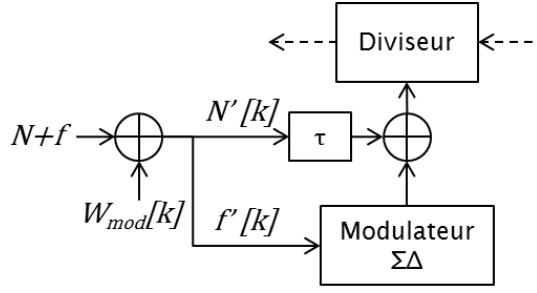 Diviseur
N'[k]
N+f
τ
W_mod[k]
f'[k]
Modulateur
ΣΔ